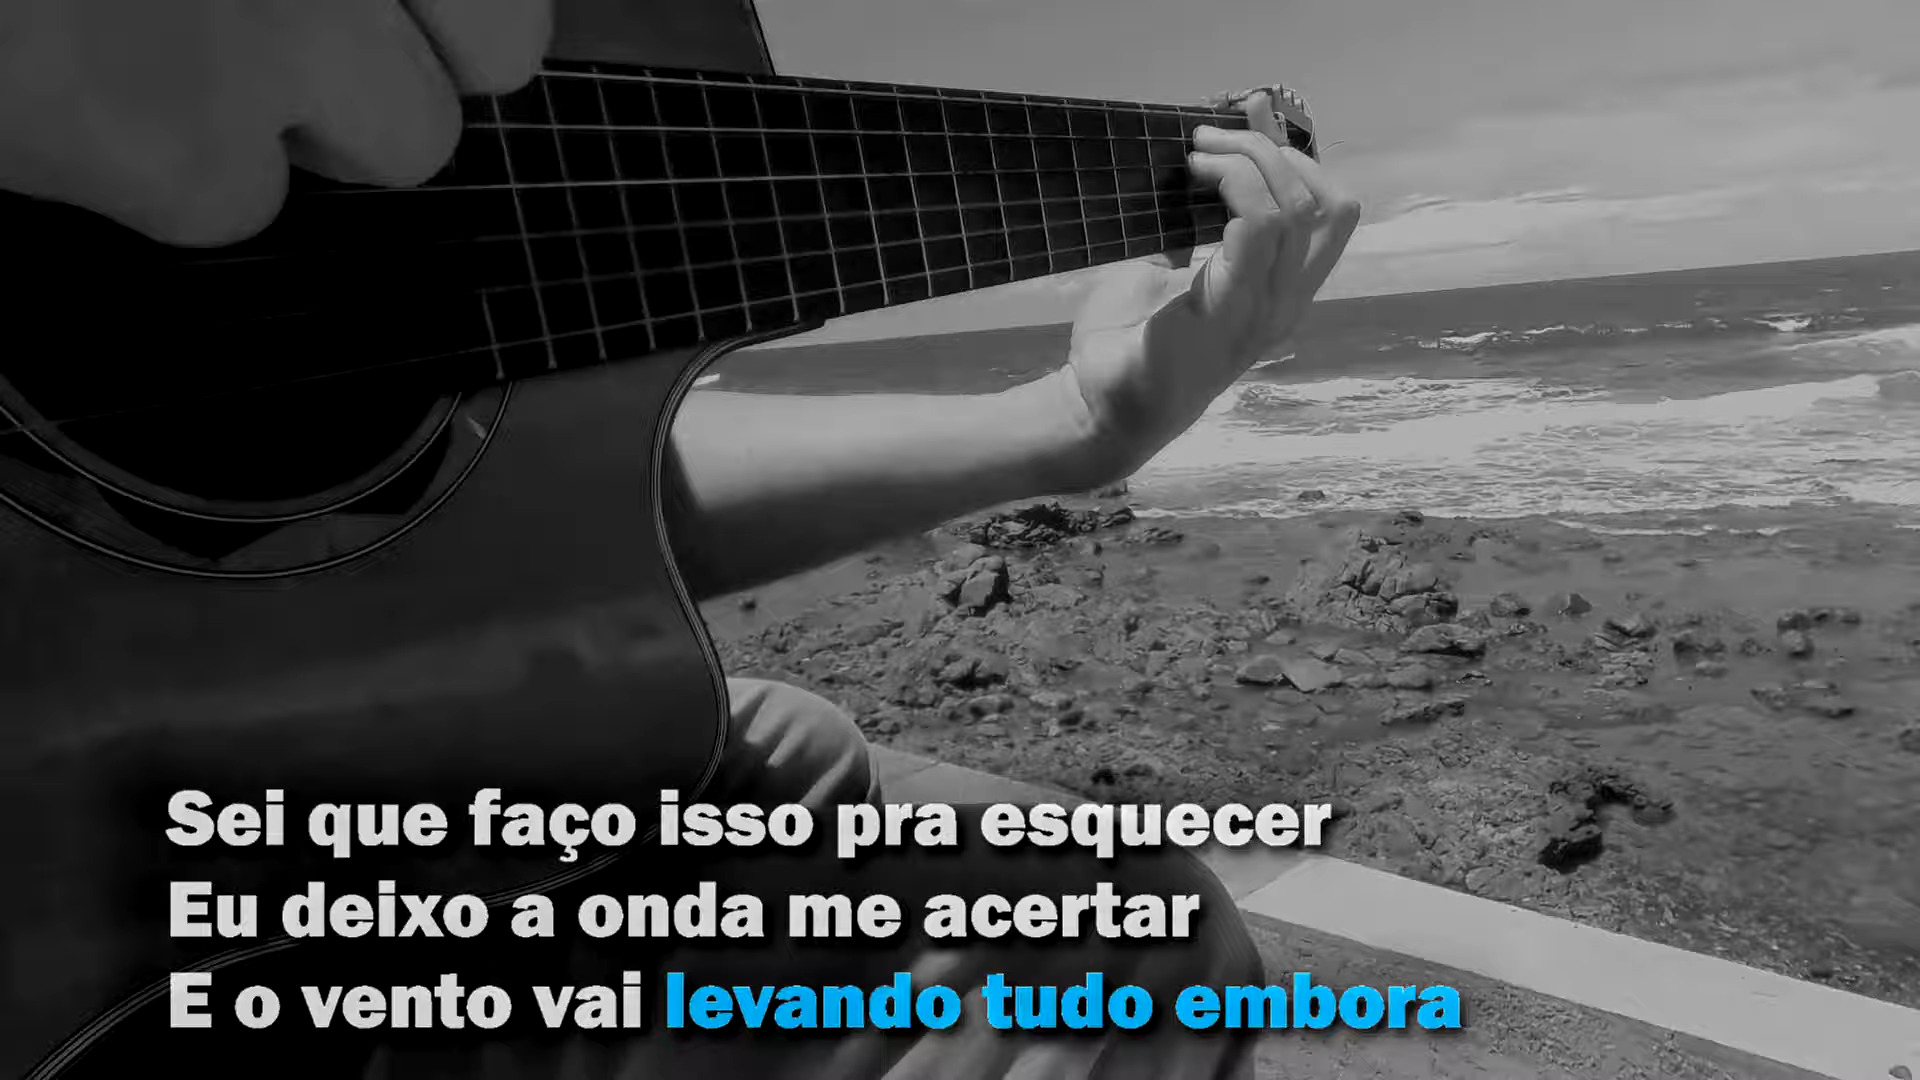 Sei que faço isso pra esquecer
Eu deixo a onda me acertar
E o vento vai levando tudo embora